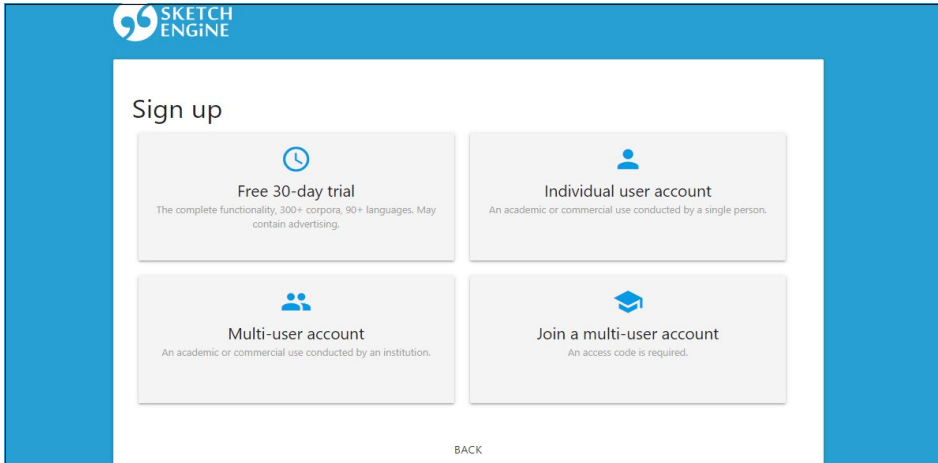 SKETCH
ENGiNE
Sign up
Free 30-day trial
The complete functionality, 300+ corpora, 90+ languages. May
contain advertising.
Individual user account
An academic or commercial use conducted by a single person.
Multi-user account
An academic or commercial use conducted by an institution.
Join a multi-user account
An access code is required.
BACK